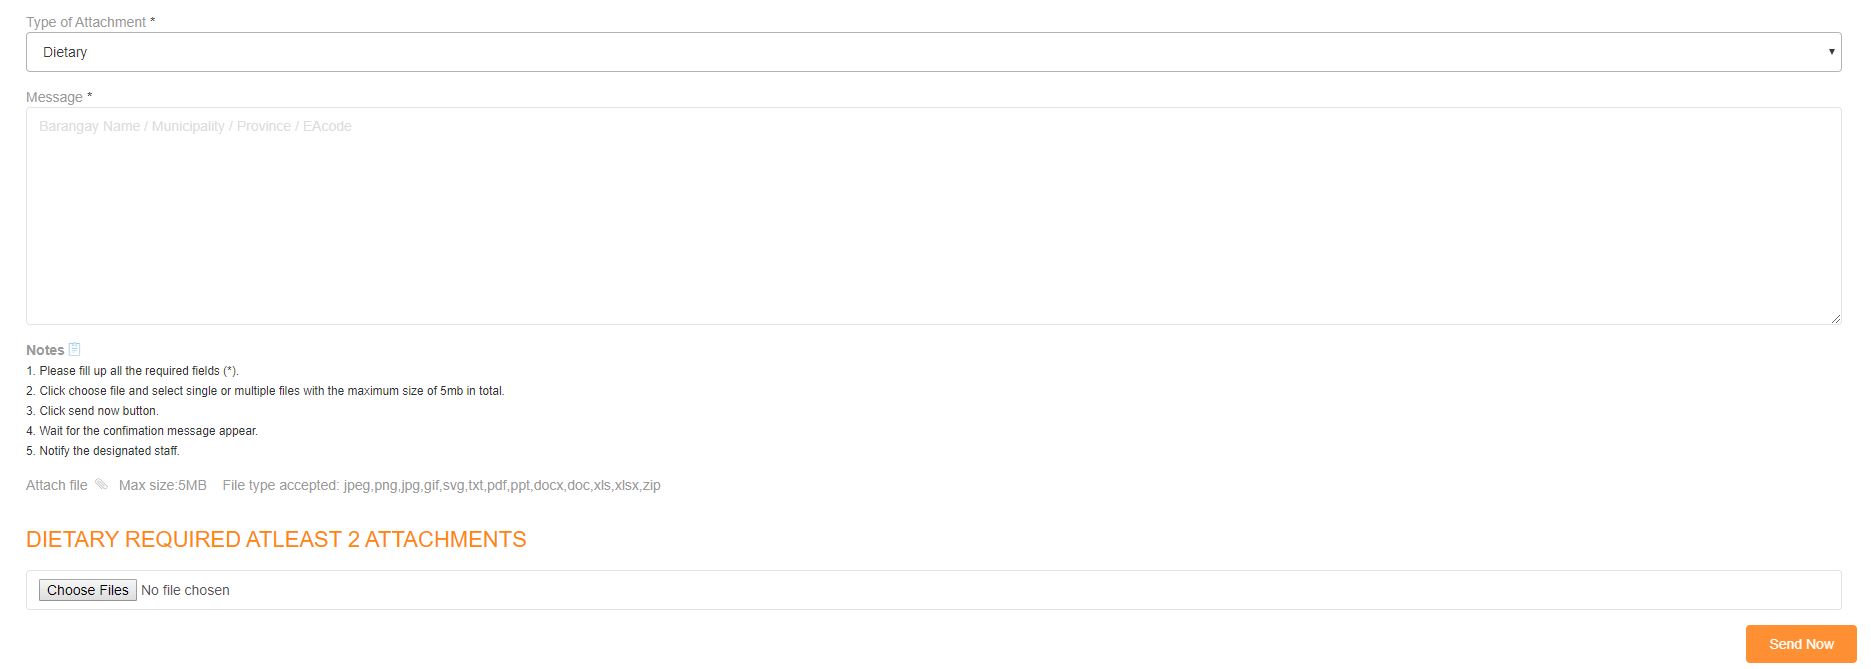 Type of Attachment *
Dietary
Message *
Barangay Name / Municipality / Province / EAcode
Notes
1. Please fill up all the required fields (*).
2. Click choose file and select single or multiple files with the maximum size of 5mb in total.
3. Click send now button.
4. Wait for the confimation message appear.
5. Notify the designated staff.
Attach file Max size:5MB File type accepted: jpeg,png,jpg,gif,svg,txt,pdf,ppt,docx,doc,xls,xlsx,zip
DIETARY REQUIRED ATLEAST 2 ATTACHMENTS
Choose Files No file chosen
Send Now